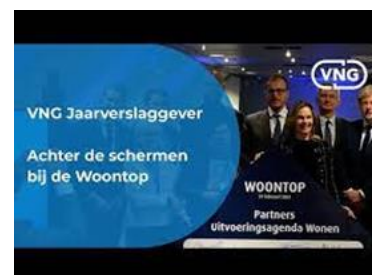 VNG
VNG Jaarverslaggever
Achter de schermen
bij de Woontop
WOONTOP
Partners
Uitvoeringsagenda Wonen